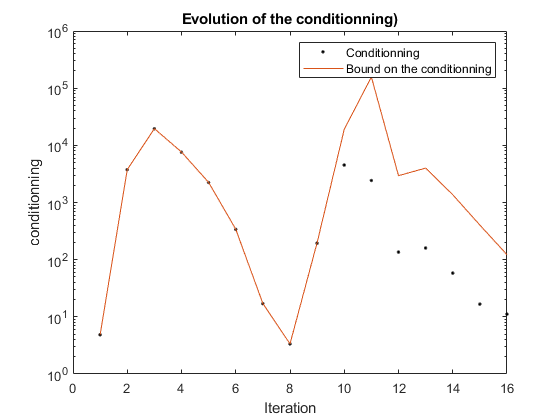 Evolution of the conditionning)
Conditionning
Bound on the conditionning
10^6
10^5
10^4
10^3
10^2
10^1
10^0
conditionning
0 2 4 6 8 10 12 14 16
Iteration